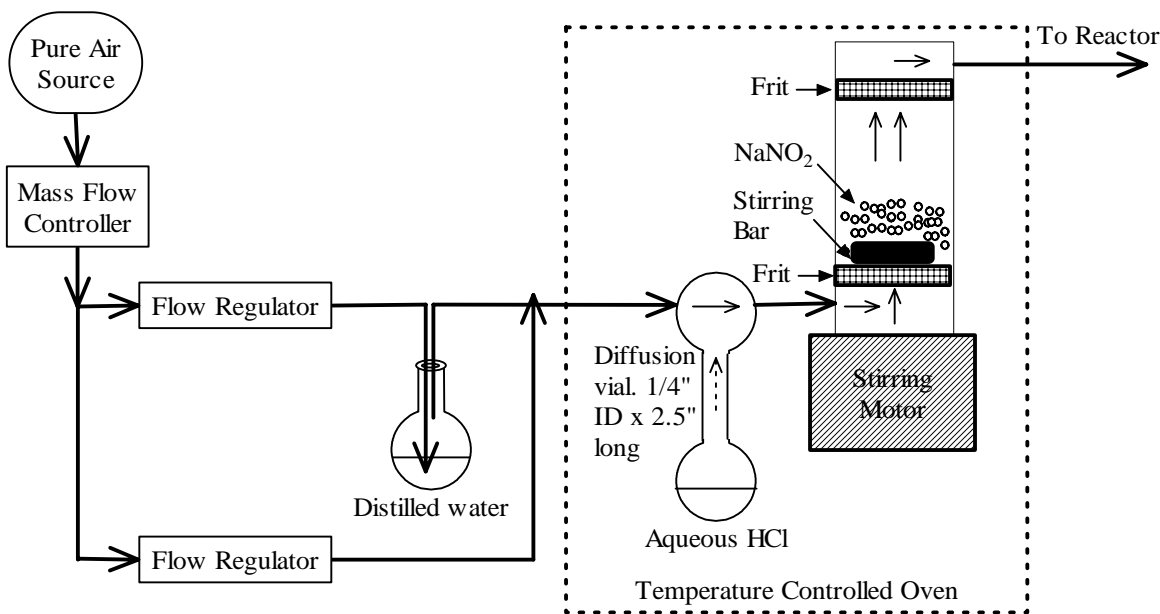 Pure Air
Source
Mass Flow
Controller
Flow Regulator
Distilled water
Flow Regulator
Diffusion
vial. 1/4"
ID x 2.5"
long
Aqueous HCl
To Reactor
Frit
NaNO₂
Stirring
Bar
Frit
Stirring
Motor
Temperature Controlled Oven